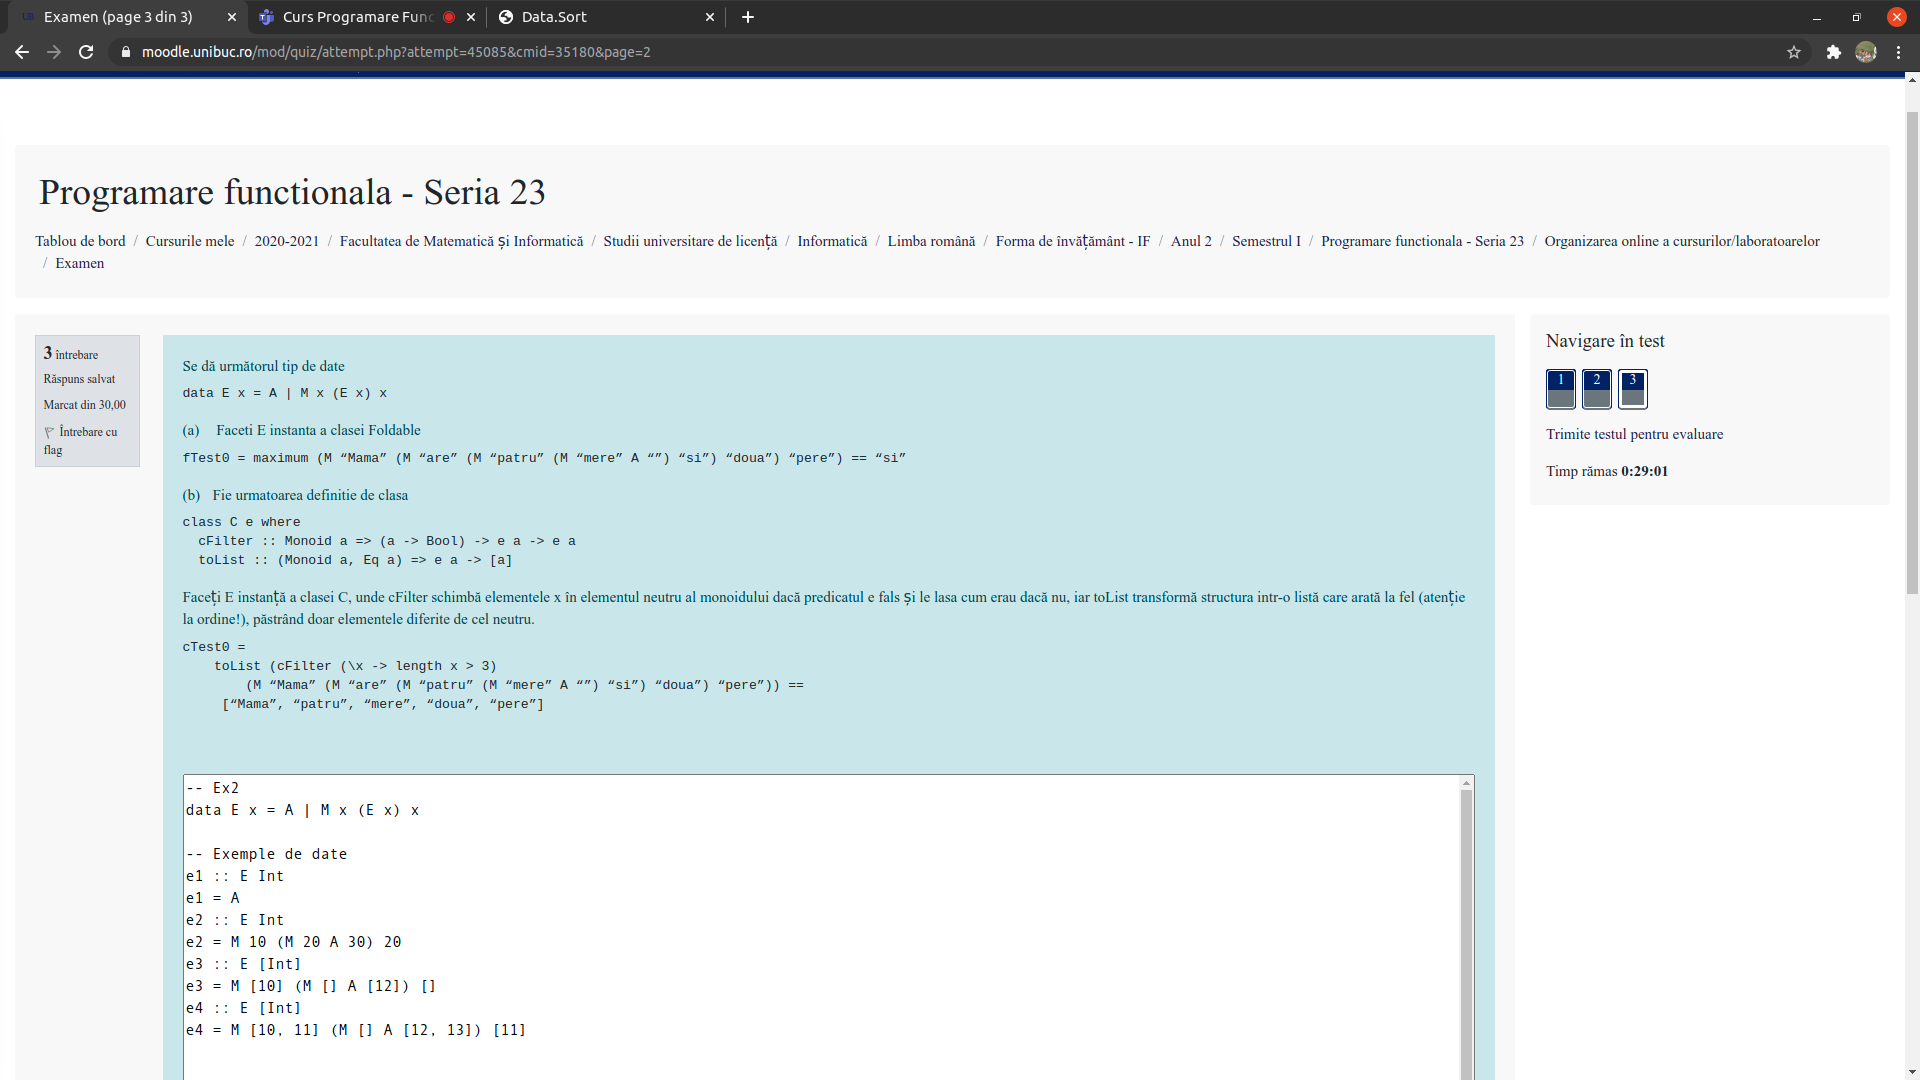 Examen (page 3 din 3)
Curs Programare Func
Data.Sort
moodle.unibuc.ro/mod/quiz/attempt.php?attempt=45085&cmid=35180&page=2
Programare functionala - Seria 23
Tablou de bord / Cursurile mele / 2020-2021 / Facultatea de Matematică și Informatică / Studii universitare de licență / Informatică / Limba română / Forma de învățământ - IF / Anul 2 / Semestrul I / Programare functionala - Seria 23 / Organizarea online a cursurilor/laboratoarelor
/ Examen
3 întrebare
Răspuns salvat
Marcat din 30,00
Întrebare cu
flag
Se dă următorul tip de date
data E x = A | M x (E x) x
(a) Faceti E instanta a clasei Foldable
fTest0 = maximum (M “Mama” (M “are” (M “patru” (M “mere” A “”) “si”) “doua”) “pere”) == “si”
(b) Fie urmatoarea definitie de clasa
class C e where
  cFilter :: Monoid a => (a -> Bool) -> e a -> e a
  toList :: (Monoid a, Eq a) => e a -> [a]
Faceți E instanță a clasei C, unde cFilter schimbă elementele x în elementul neutru al monoidului dacă predicatul e fals și le lasa cum erau dacă nu, iar toList transformă structura intr-o listă care arată la fel (atenție
la ordine!), păstrând doar elementele diferite de cel neutru.
cTest0 =
    toList (cFilter (\x -> length x > 3)
        (M “Mama” (M “are” (M “patru” (M “mere” A “”) “si”) “doua”) “pere”)) ==
     [“Mama”, “patru”, “mere”, “doua”, “pere”]
-- Ex2
data E x = A | M x (E x) x
-- Exemple de date
e1 :: E Int
e1 = A
e2 :: E Int
e2 = M 10 (M 20 A 30) 20
e3 :: E [Int]
e3 = M [10] (M [] A [12]) []
e4 :: E [Int]
e4 = M [10, 11] (M [] A [12, 13]) [11]
Navigare în test
1 2 3
Trimite testul pentru evaluare
Timp rămas 0:29:01